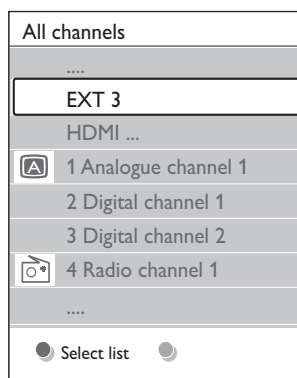 All channels
....
EXT 3
HDMI ...
A 1 Analogue channel 1
2 Digital channel 1
3 Digital channel 2
4 Radio channel 1
....
Select list